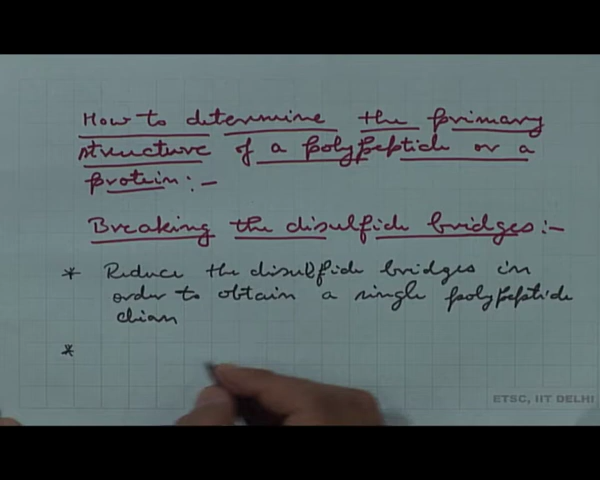 How to determine the primary
structure of a polypeptide or a
protein:-
Breaking the disulfide bridges:-
* Reduce the disulfide bridges in
order to obtain a single polypeptide
chian
*
ETSC, IIT DELHI